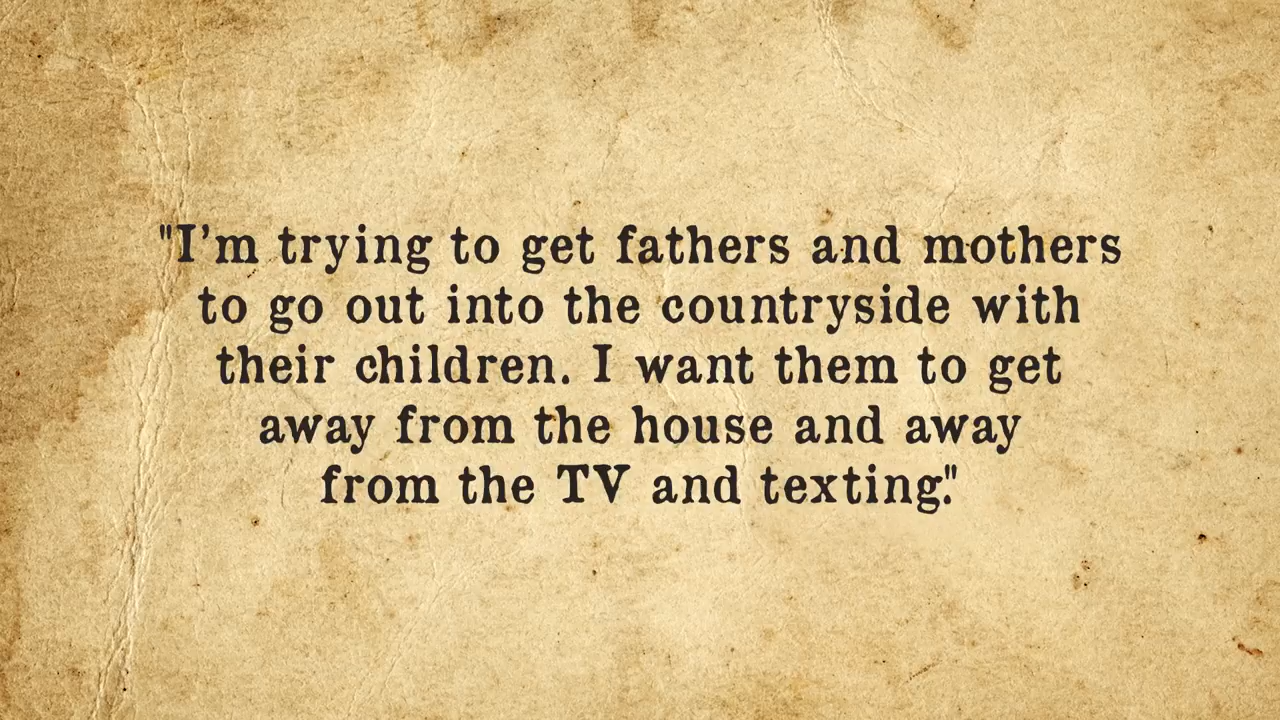 "I'm trying to get fathers and mothers
to go out into the countryside with
their children. I want them to get
away from the house and away
from the TV and texting."